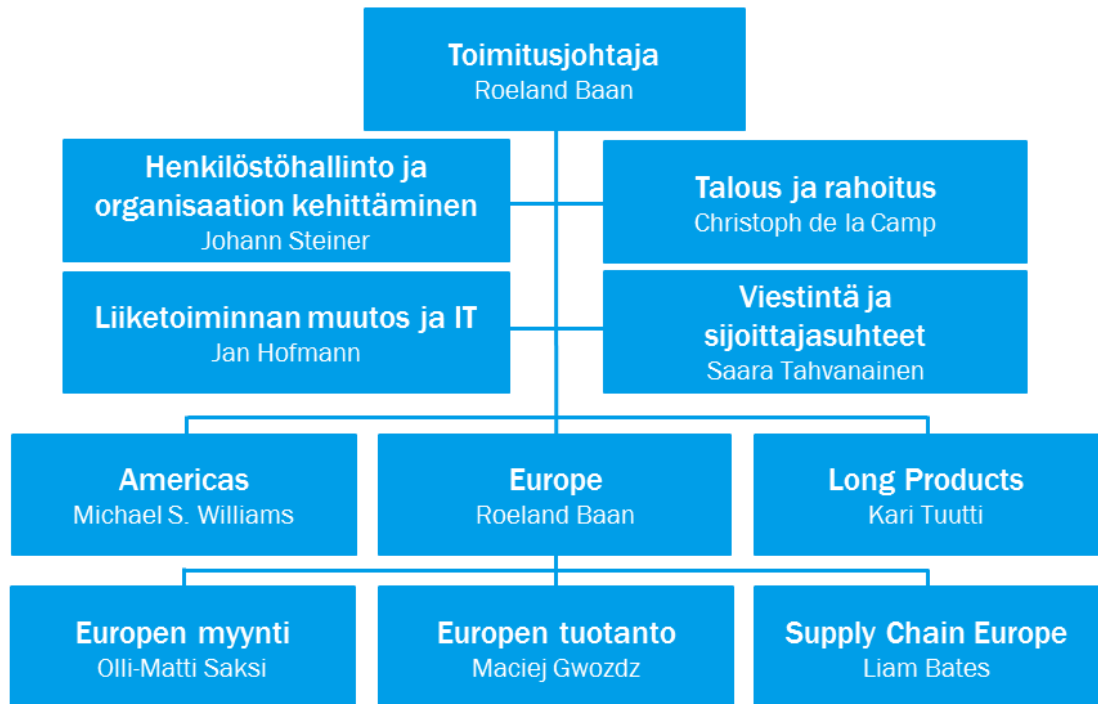 Toimitusjohtaja
Roeland Baan
Henkilöstöhallinto ja
organisaation kehittäminen
Johann Steiner
Talous ja rahoitus
Christoph de la Camp
Liiketoiminnan muutos ja IT
Jan Hofmann
Viestintä ja
sijoittajasuhteet
Saara Tahvanainen
Americas
Michael S. Williams
Europe
Roeland Baan
Long Products
Kari Tuutti
Europen myynti
Olli-Matti Saksi
Europen tuotanto
Maciej Gwozdz
Supply Chain Europe
Liam Bates